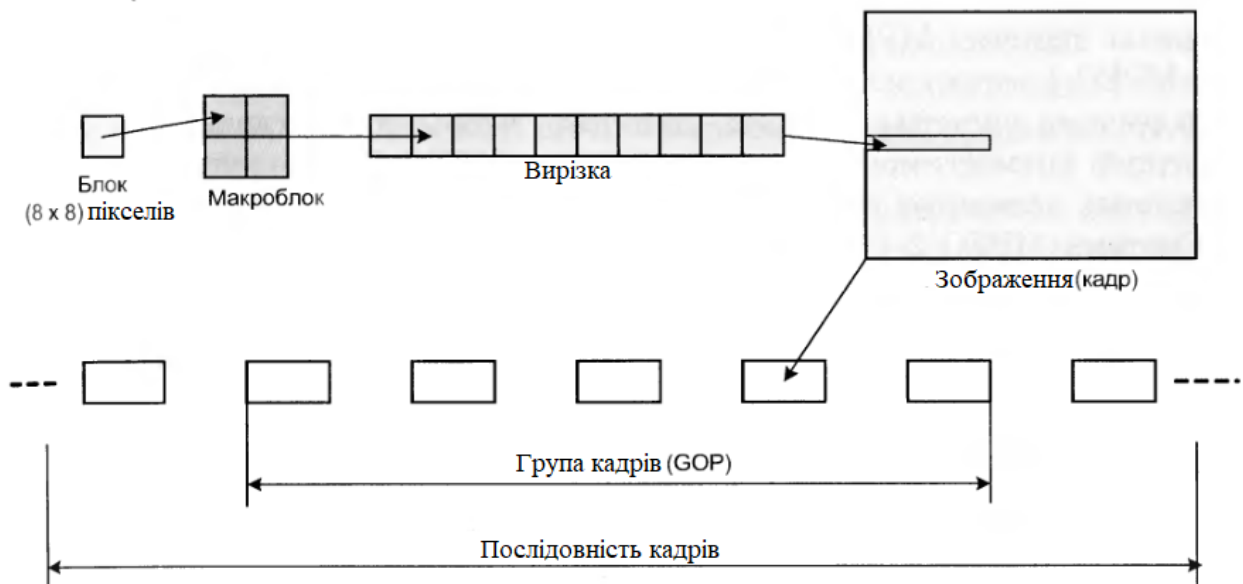 Блок
(8 x 8) пікселів
Макроблок
Вирізка
Зображення (кадр)
Група кадрів (GOP)
Послідовність кадрів